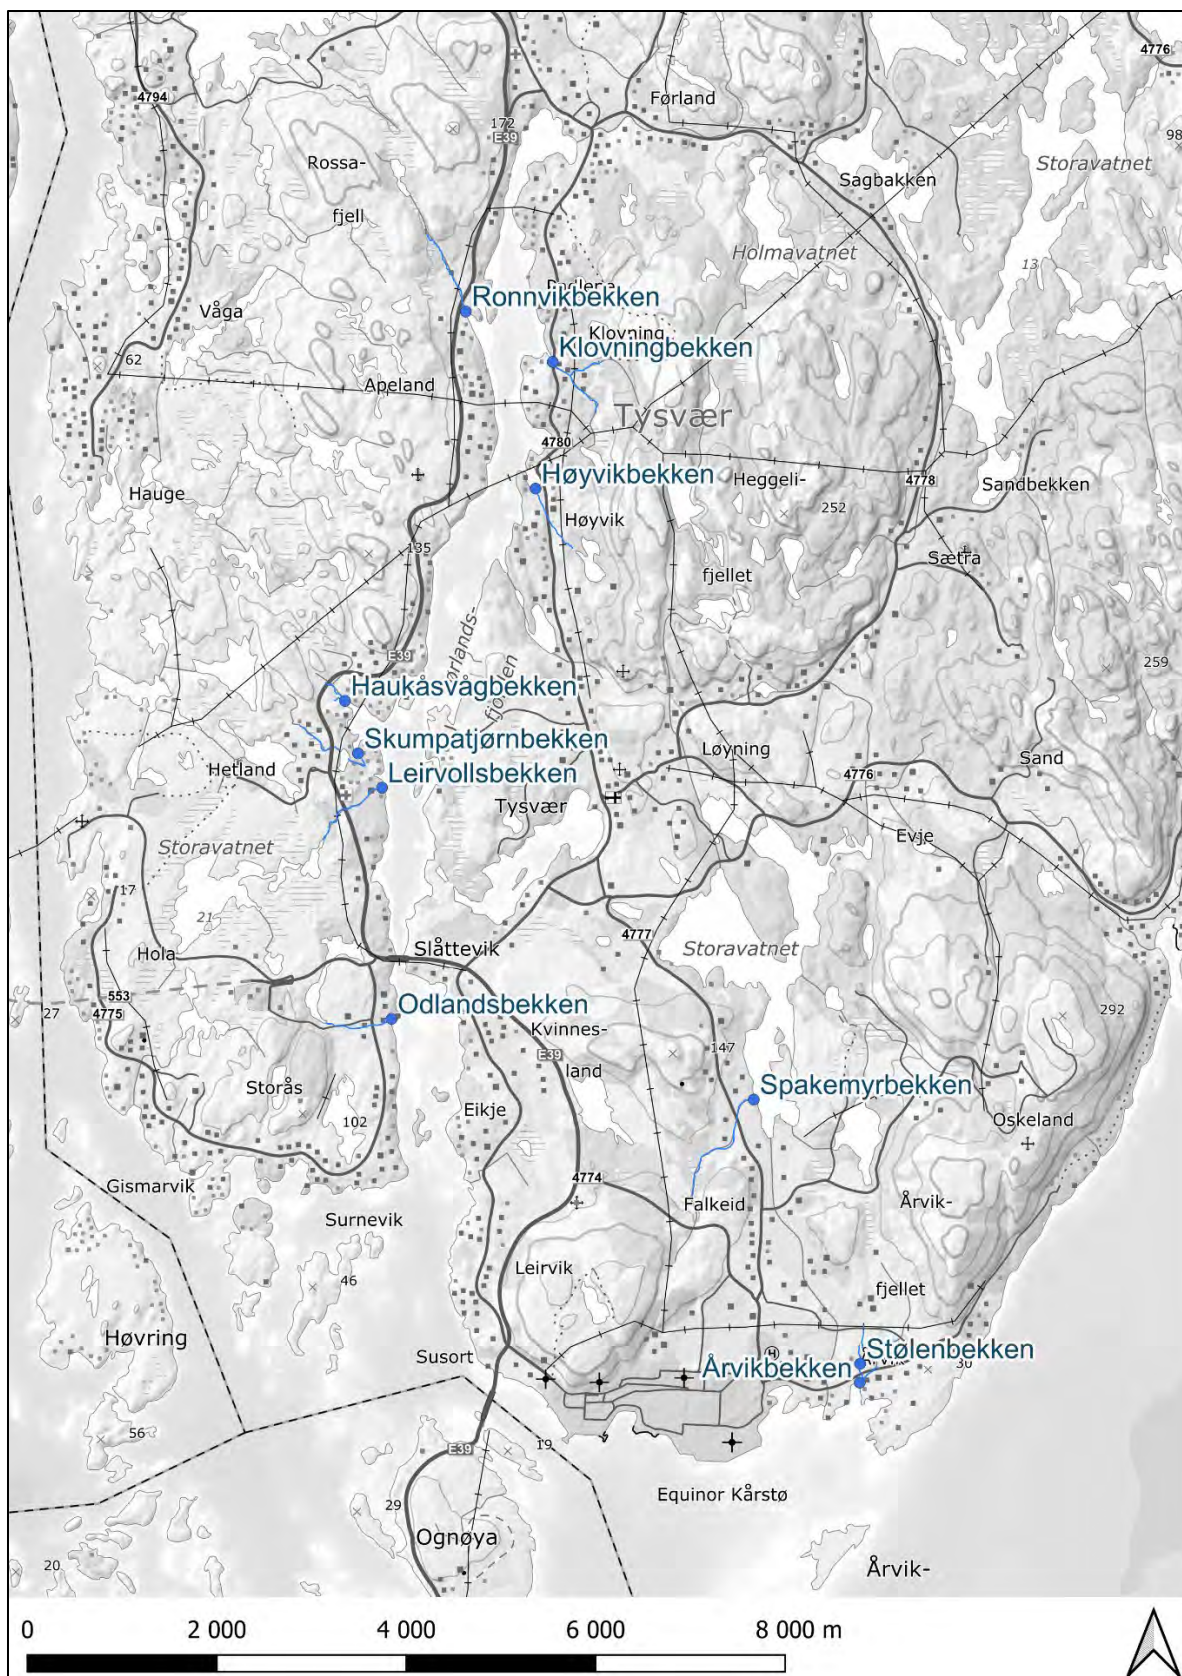 4776
4794
Førland
172
E39
98
Rossa-
Storavatnet
Sagbakken
fjell
Holmavatnet
13
Ronnvikbekken
Våga
Klovning
Klovningbekken
62
Apeland
Tysvær
4780
Høyvikbekken
Heggeli-
4778
Sandbekken
Hauge
252
Høyvik
135
Sætra
fjellet
E39
259
fjorden
Haukåsvågbekken
Skumpatjørnbekken
Løyning
Sand
Hetland
Leirvollsbekken
4776
Tysvær
Evje
Storavatnet
17
21
4777
Hola
Slåttevik
Storavatnet
553
4775
27
Odlandsbekken
292
Kvinnes-
147
E39
land
Storås
Spakemyrbekken
Eikje
102
Oskeland
4774
Gismarvik
Falkeid
Årvik-
Surnevik
Leirvik
46
fjellet
Høvring
Susort
Stølenbekken
Årvikbekken
30
56
E39
19
Equinor Kårstø
29
Ognøya
20
Årvik-
0 2 000 4 000 6 000 8 000 m